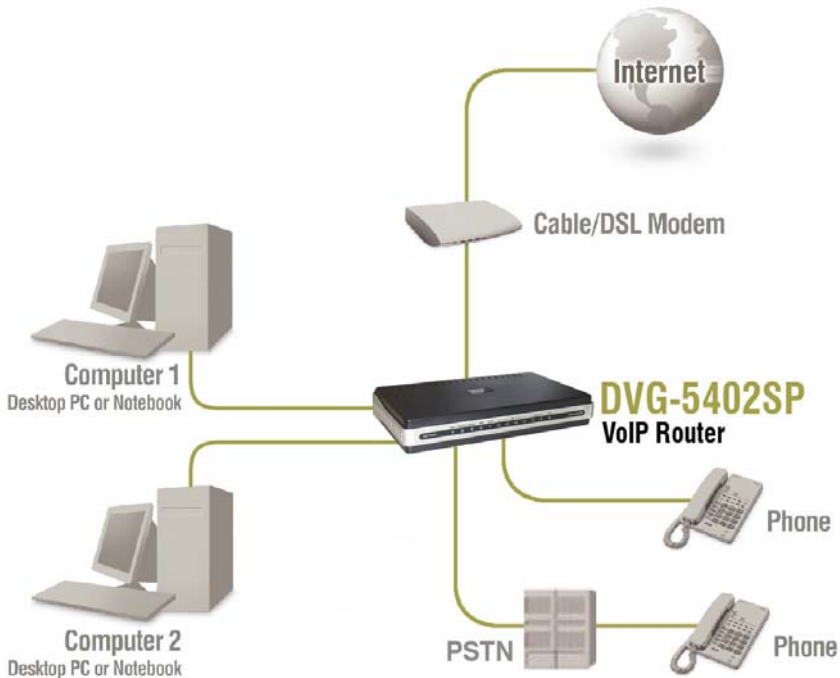 Internet
Cable/DSL Modem
Computer 1
Desktop PC or Notebook
DVG-5402SP
VoIP Router
Phone
Computer 2
Desktop PC or Notebook
PSTN
Phone